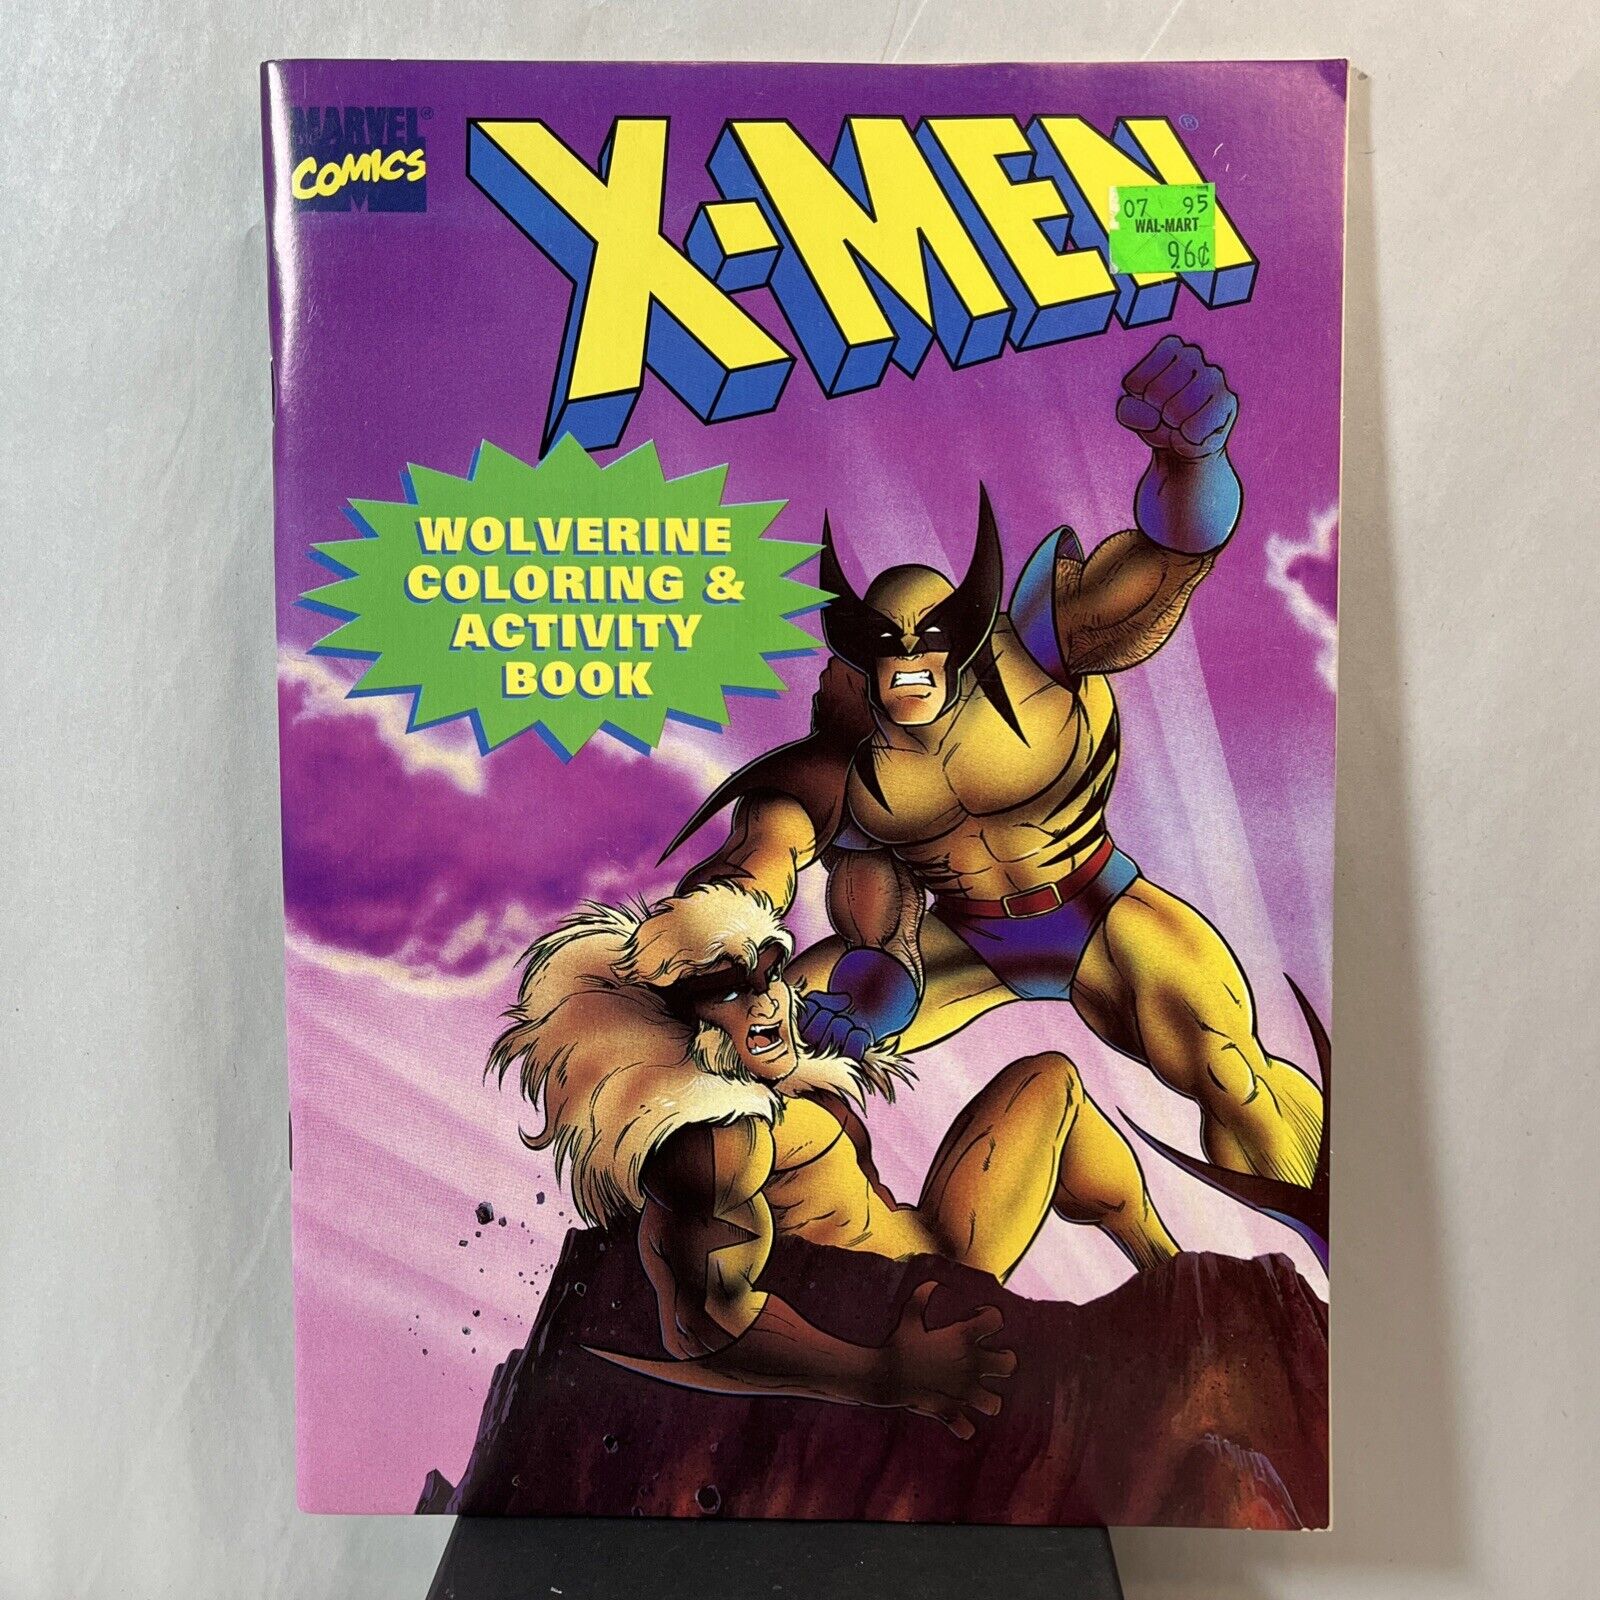 MARVEL®
COMICS
X-MEN®
07 95
WAL-MART
96¢
WOLVERINE
COLORING &
ACTIVITY
BOOK